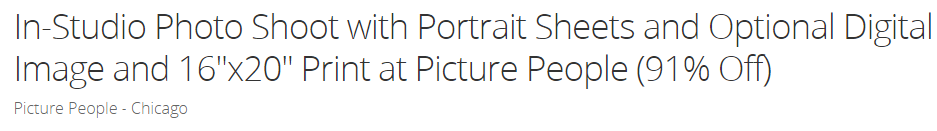 In-Studio Photo Shoot with Portrait Sheets and Optional Digital
Image and 16"x20" Print at Picture People (91% Off)
Picture People - Chicago